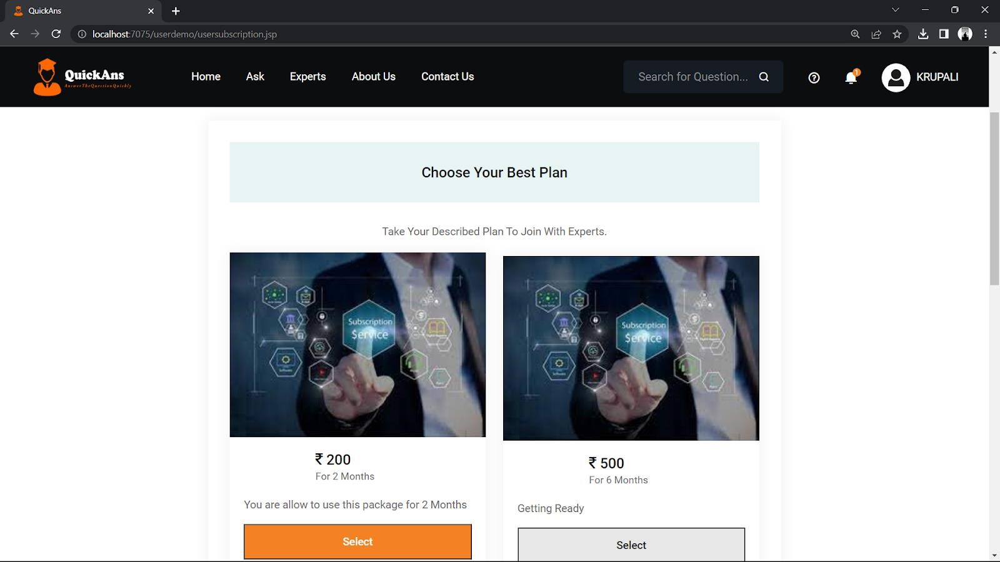 QuickAns
localhost:7075/userdemo/usersubscription.jsp
QuickAns
AnswerTheQuestionQuickly
Home Ask Experts About Us Contact Us Search for Question... 1 KRUPALI
Choose Your Best Plan
Take Your Described Plan To Join With Experts.
Subscription
Service
Software
Subscription
Service
Software
₹ 200
For 2 Months
You are allow to use this package for 2 Months
Select
₹ 500
For 6 Months
Getting Ready
Select